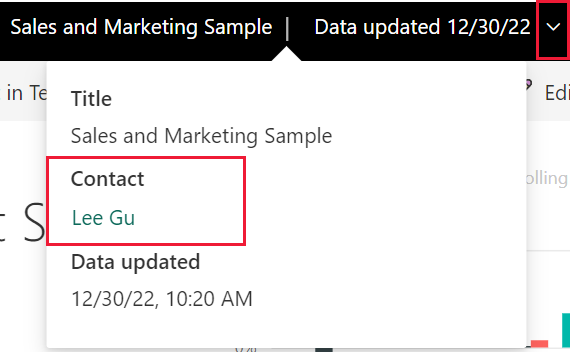 Sales and Marketing Sample | Data updated 12/30/22
in Te
Edi
Title
Sales and Marketing Sample
Contact
olling
Lee Gu
t S
Data updated
12/30/22, 10:20 AM